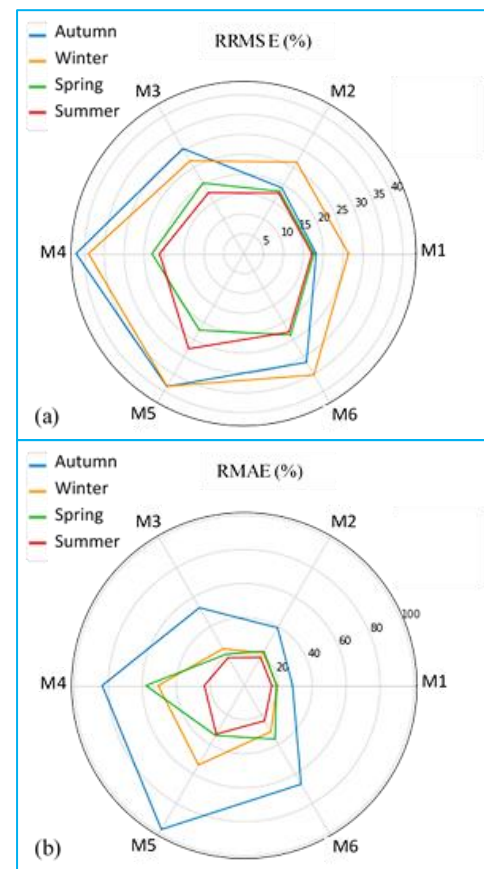 (a)
RRMSE (%)
Autumn
Winter
Spring
Summer
M3
M2
M4
M1
M5
M6
5
10
15
20
25
30
35
40
(b)
RMAE (%)
Autumn
Winter
Spring
Summer
M3
M2
M4
M1
M5
M6
20
40
60
80
100